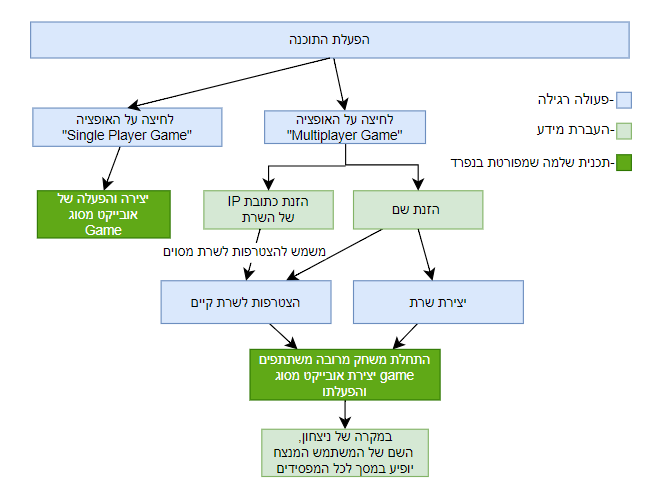 הפעלת התוכנה
-פעולה רגילה
-העברת מידע
-תכנית שלמה שמפורטת בנפרד
לחיצה על האופציה
"Single Player Game"
לחיצה על האופציה
"Multiplayer Game"
יצירה והפעלה של
אובייקט מסוג
Game
הזנת כתובת IP
של השרת
הזנת שם
משמש להצטרפות לשרת מסוים
הצטרפות לשרת קיים
יצירת שרת
התחלת משחק מרובה משתתפים
יצירת אובייקט מסוג game
והפעלתו
במקרה של ניצחון,
השם של המשתמש המנצח
יופיע במסך לכל המפסידים